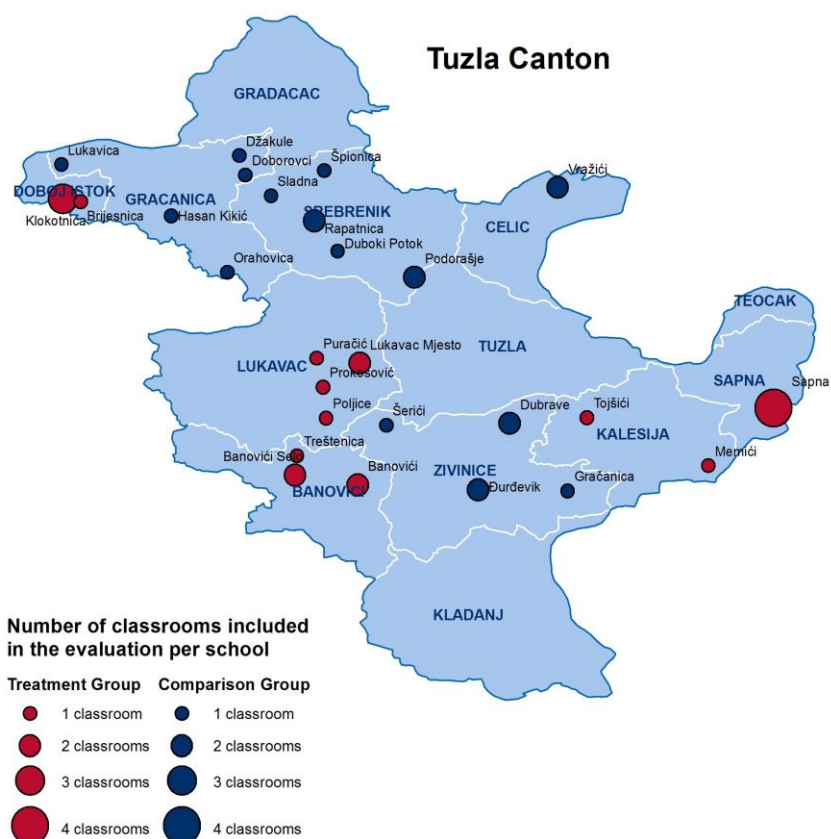 Tuzla Canton
GRADACAC
Lukavica
Džakule
Doborovci
Špionica
Vražići
Sladna
DOBOJ ISTOK
GRACANICA
SREBRENIK
Klokotnica
Brijesnica
Hasan Kikić
Rapatnica
CELIC
Duboki Potok
Orahovica
Podorašje
TEOCAK
Puračić
Lukavac Mjesto
TUZLA
LUKAVAC
Prokosović
SAPNA
Sapna
Poljice
Šerići
Dubrave
Tojšići
KALESIJA
Treštenica
Banovići Selo
Banovići
Memići
ZIVINICE
Gračanica
BANOVICI
Đurđevik
KLADANJ
Number of classrooms included
in the evaluation per school
Treatment Group Comparison Group
1 classroom 1 classroom
2 classrooms 2 classrooms
3 classrooms 3 classrooms
4 classrooms 4 classrooms